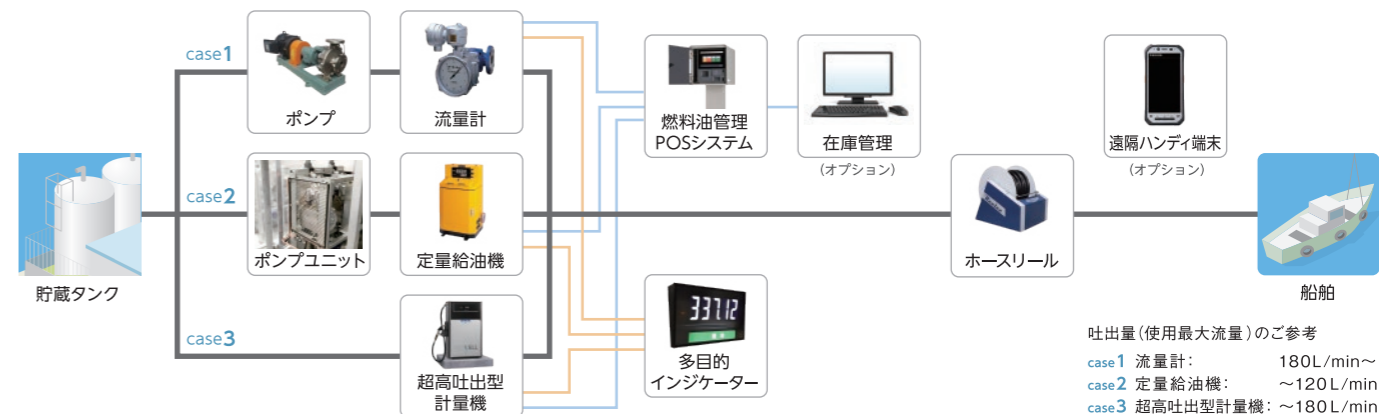 case1
ポンプ
流量計
燃料油管理
POSシステム
在庫管理
(オプション)
遠隔ハンディ端末
(オプション)
貯蔵タンク
case2
ポンプユニット
定量給油機
ホースリール
船舶
case3
超高吐出型
計量機
33712
多目的
インジケーター
吐出量(使用最大流量)のご参考
case1 流量計: 180L/min～
case2 定量給油機: ～120L/min
case3 超高吐出型計量機: ～180L/min